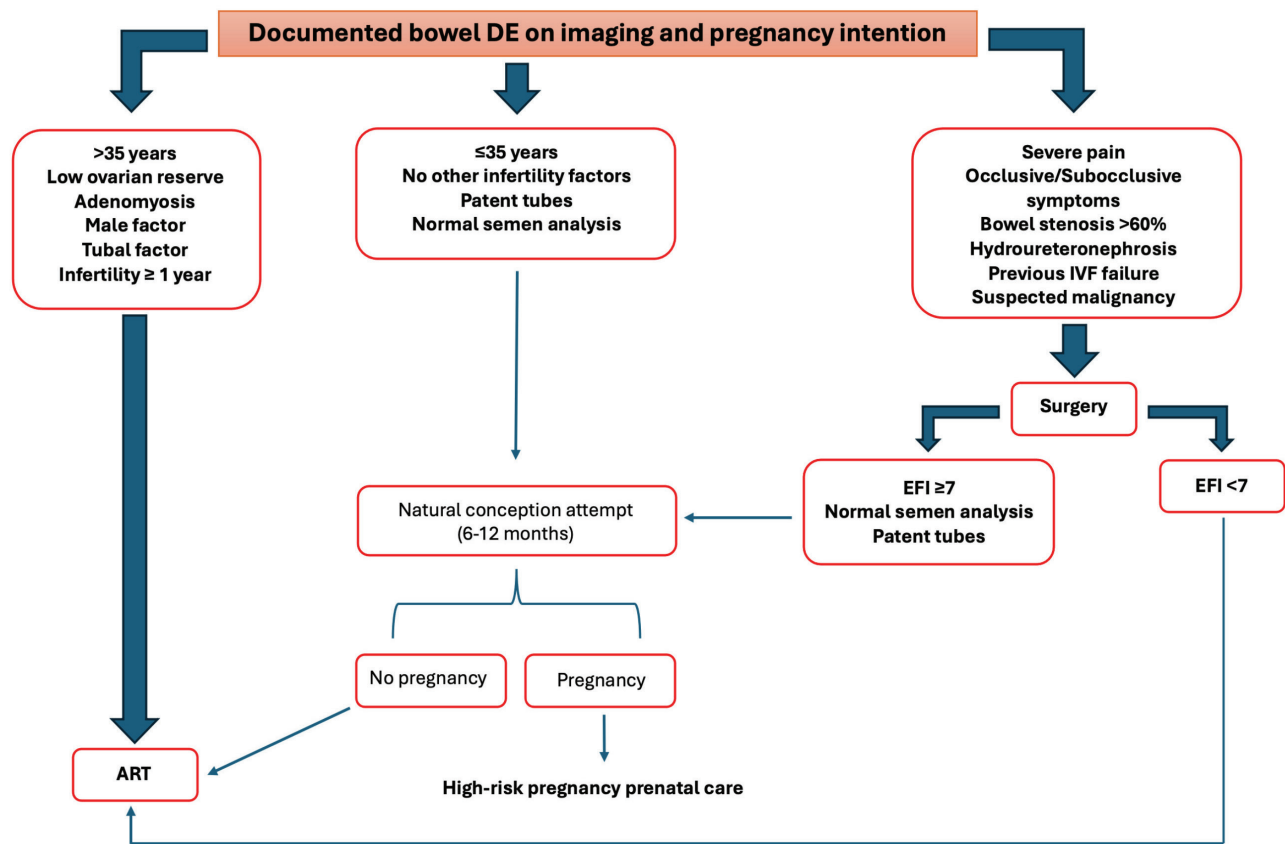 Documented bowel DE on imaging and pregnancy intention
>35 years
Low ovarian reserve
Adenomyosis
Male factor
Tubal factor
Infertility ≥ 1 year
≤35 years
No other infertility factors
Patent tubes
Normal semen analysis
Severe pain
Occlusive/Subocclusive
symptoms
Bowel stenosis >60%
Hydroureteronephrosis
Previous IVF failure
Suspected malignancy
Surgery
EFI ≥7
Normal semen analysis
Patent tubes
EFI <7
Natural conception attempt
(6-12 months)
No pregnancy
Pregnancy
ART
High-risk pregnancy prenatal care